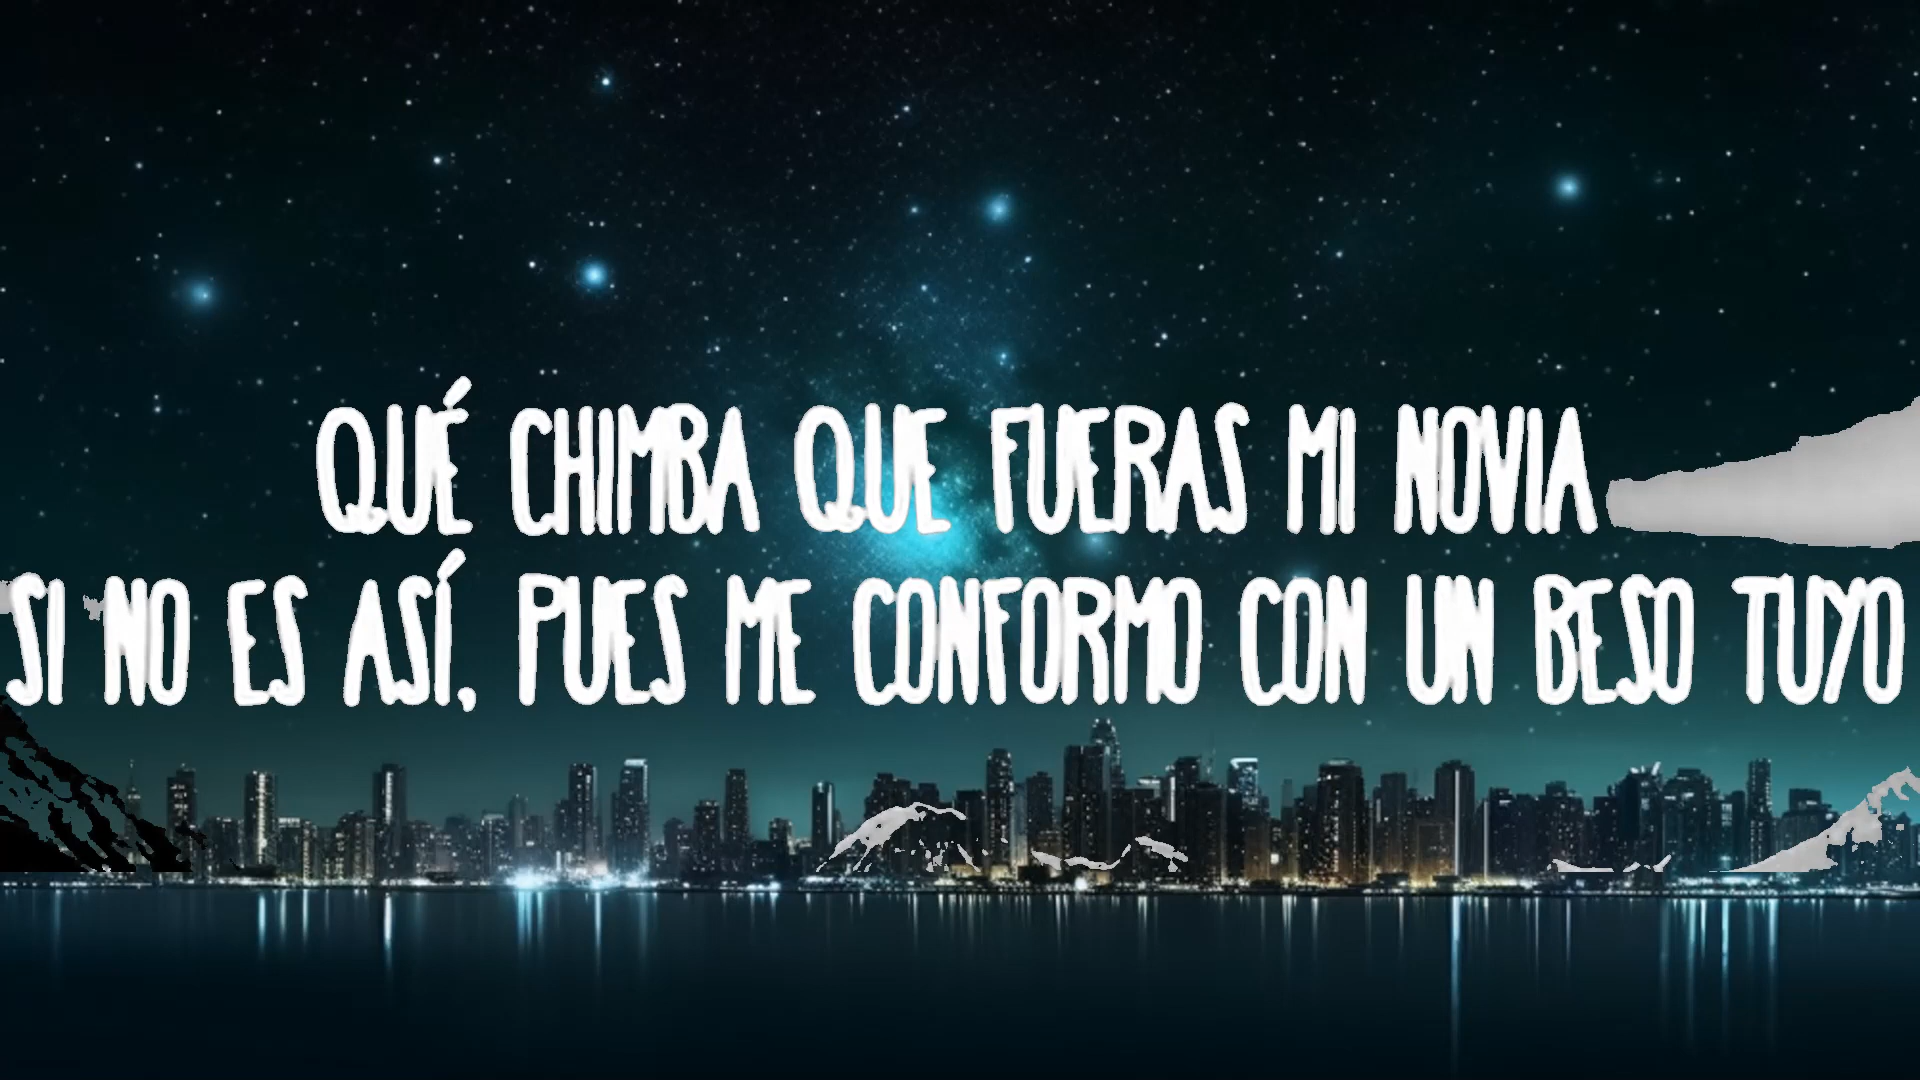 QUÉ CHIMBA QUE FUERAS MI NOVIA
SI NO ES ASÍ, PUES ME CONFORMO CON UN BESO TUYO